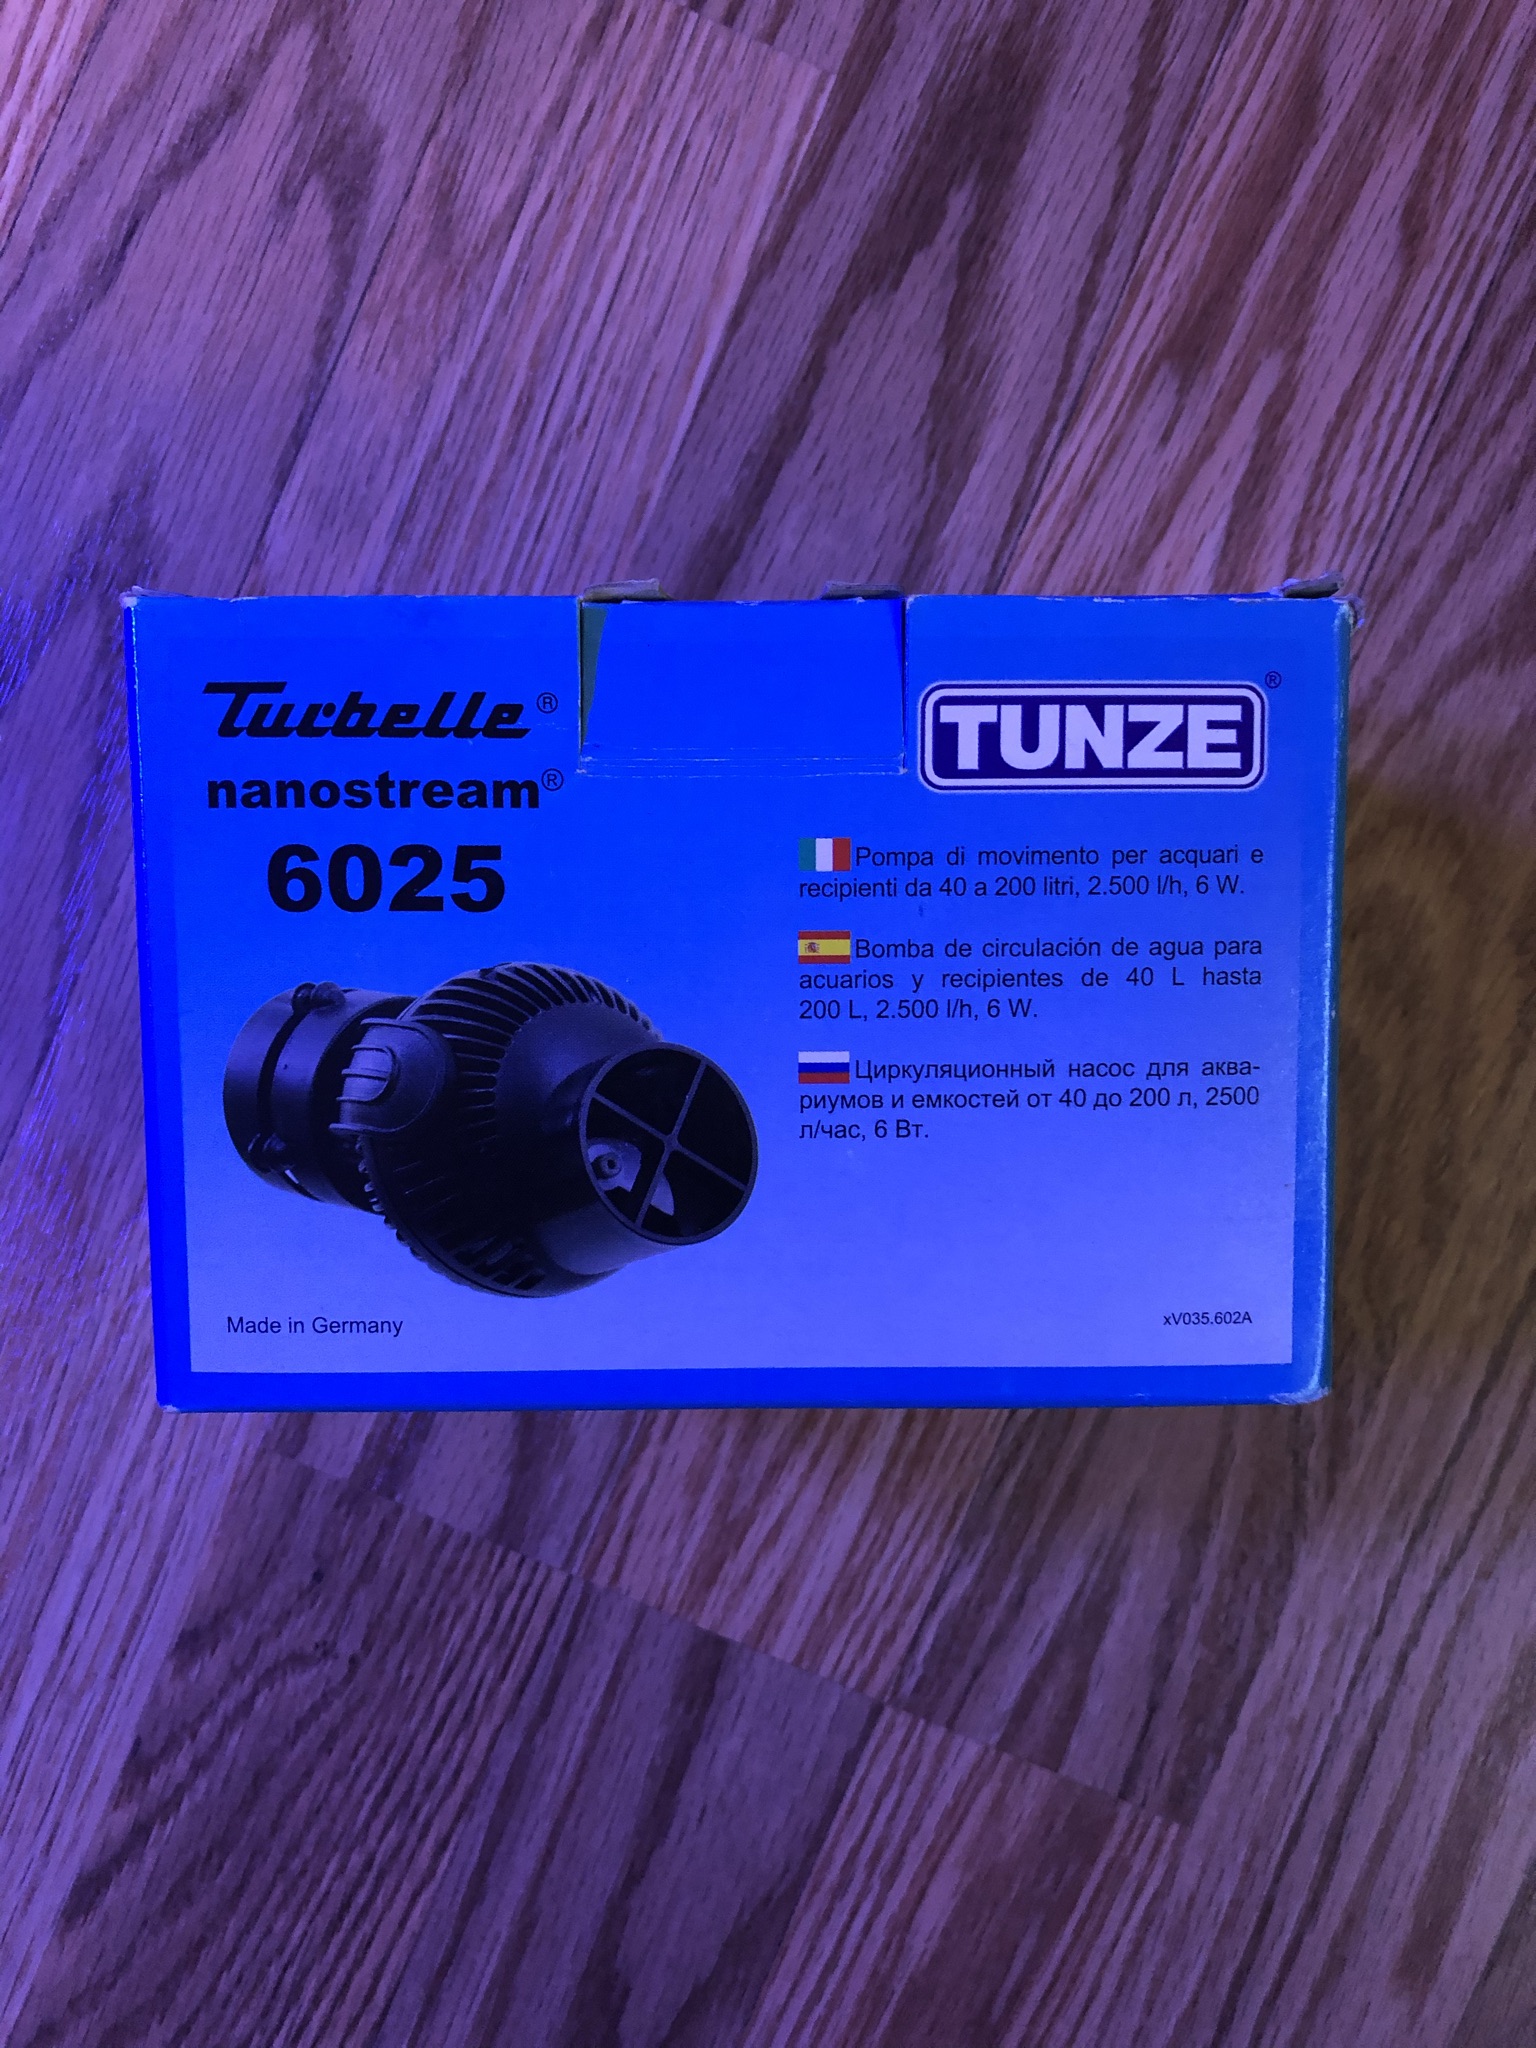 Turbelle®
nanostream®
6025
TUNZE®
Pompa di movimento per acquari e
recipienti da 40 a 200 litri, 2.500 l/h, 6 W.
Bomba de circulación de agua para
acuarios y recipientes de 40 L hasta
200 L, 2.500 l/h, 6 W.
Циркуляционный насос для аква-
риумов и емкостей от 40 до 200 л, 2500
л/час, 6 Вт.
Made in Germany
xV035.602A